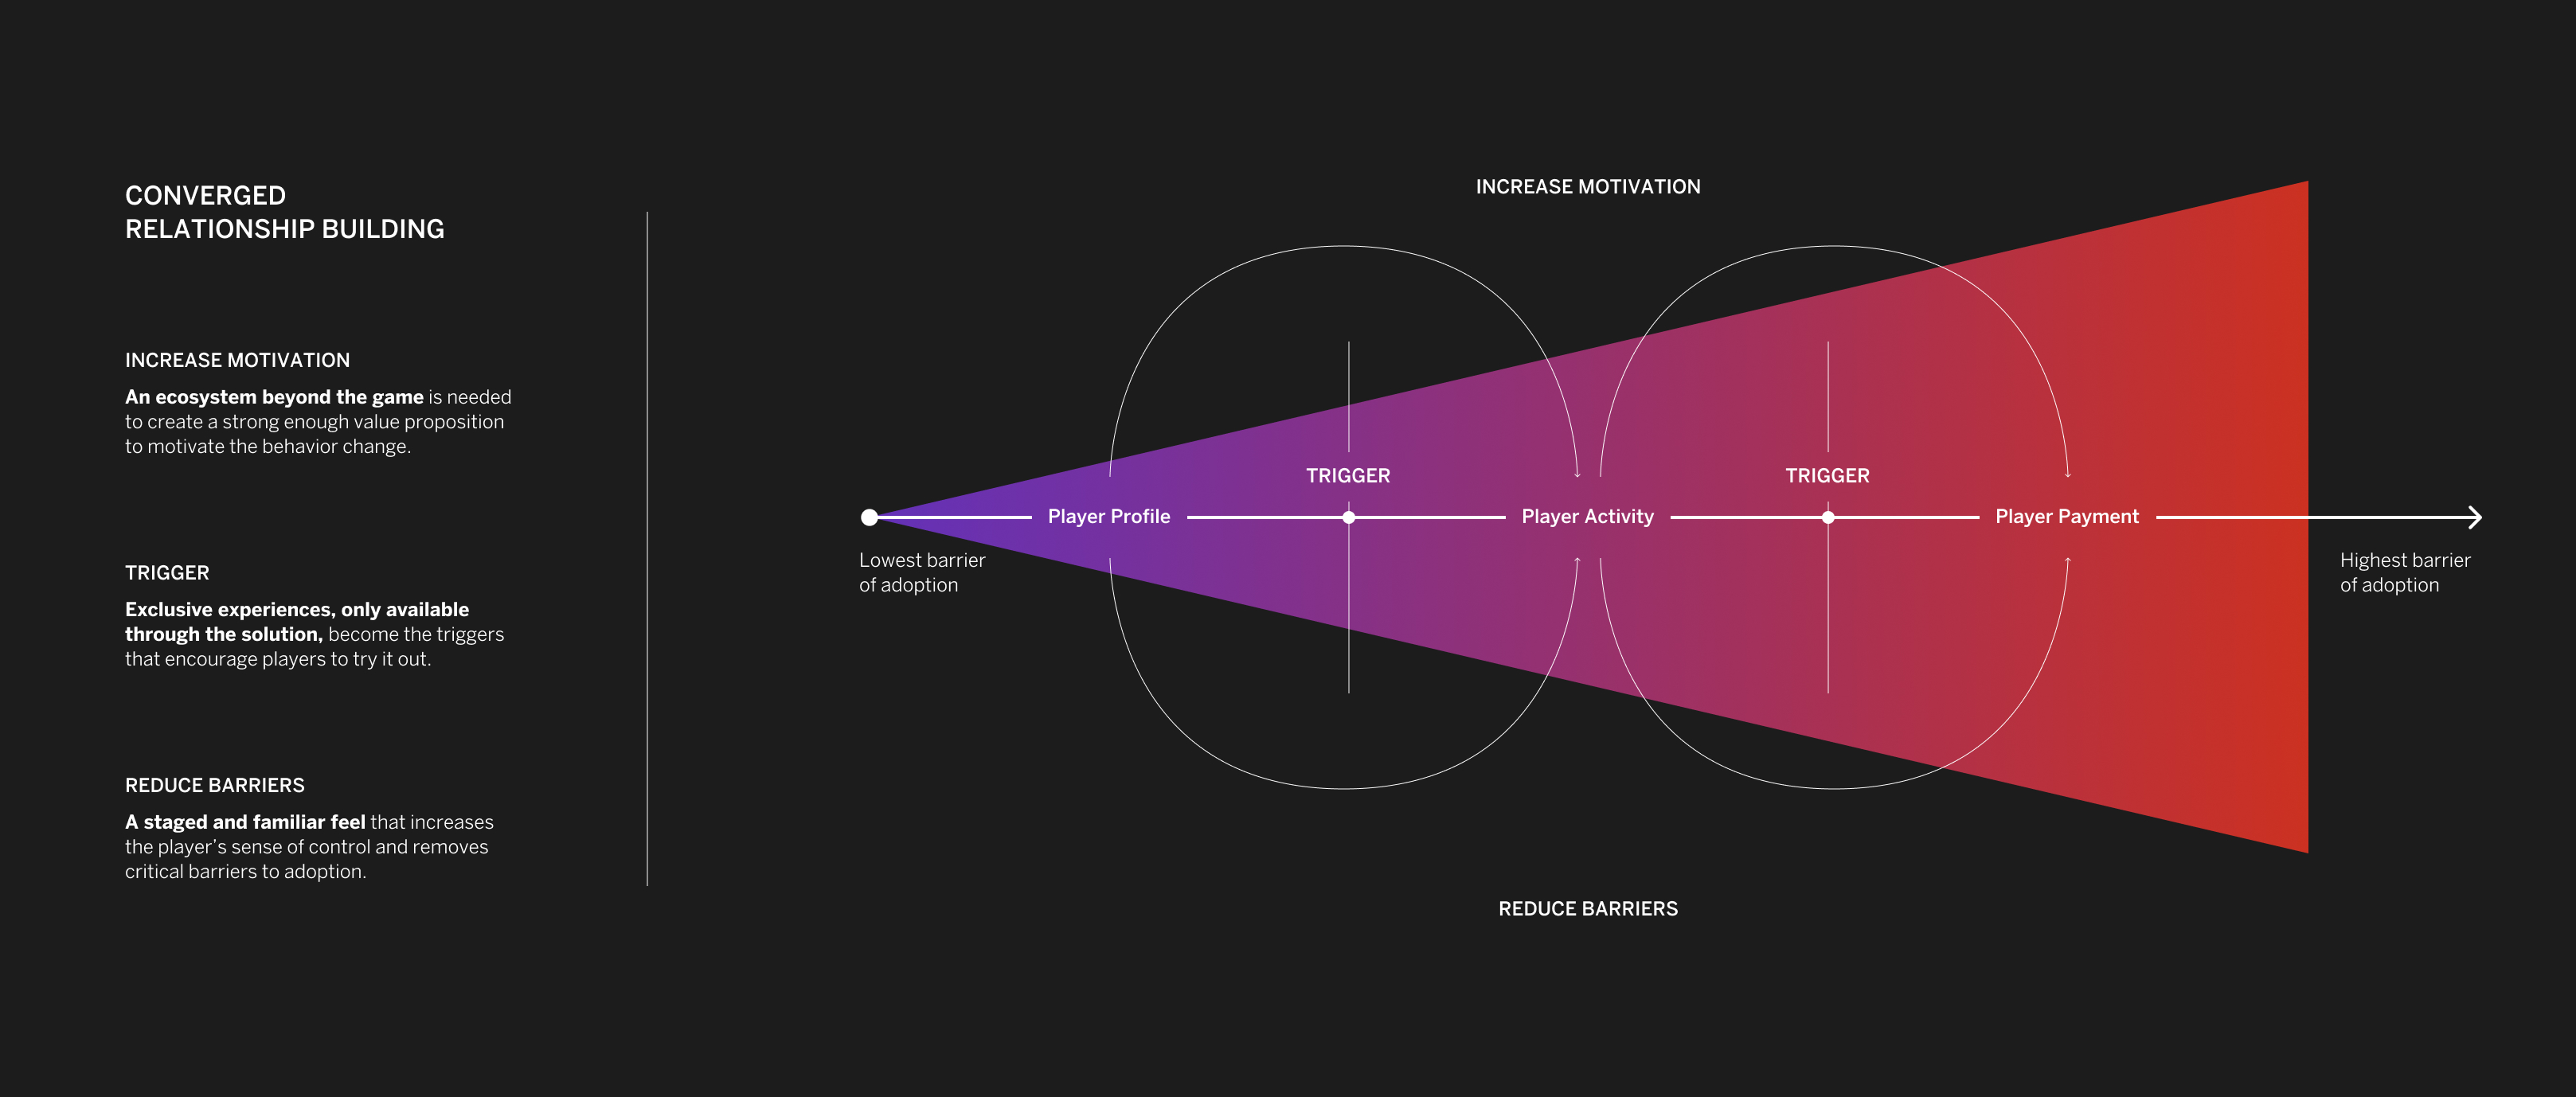 CONVERGED
RELATIONSHIP BUILDING
INCREASE MOTIVATION
An ecosystem beyond the game is needed
to create a strong enough value proposition
to motivate the behavior change.
TRIGGER
Exclusive experiences, only available
through the solution, become the triggers
that encourage players to try it out.
REDUCE BARRIERS
A staged and familiar feel that increases
the player’s sense of control and removes
critical barriers to adoption.
INCREASE MOTIVATION
TRIGGER
TRIGGER
Player Profile
Player Activity
Player Payment
Lowest barrier
of adoption
Highest barrier
of adoption
REDUCE BARRIERS